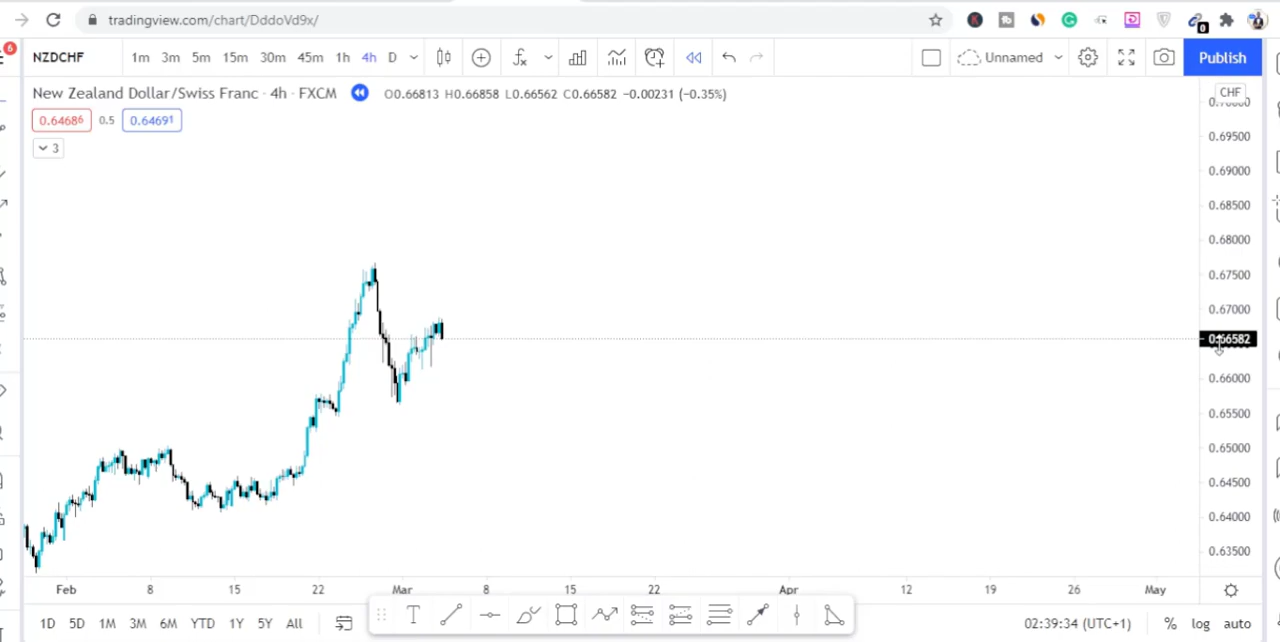 tradingview.com/chart/DddoVd9x/
0
6
NZDCHF 1m 3m 5m 15m 30m 45m 1h 4h D Unnamed Publish
New Zealand Dollar/Swiss Franc · 4h · FXCM O0.66813 H0.66858 L0.66562 C0.66582 −0.00231 (−0.35%) CHF
0.64686 0.5 0.64691
3
0.69500
0.69000
0.68500
0.68000
0.67500
0.67000
0.66582
0.66000
0.65500
0.65000
0.64500
0.64000
0.63500
Feb 8 15 22 Mar 8 15 22 Apr 12 19 26 May
1D 5D 1M 3M 6M YTD 1Y 5Y All T 02:39:34 (UTC+1) % log auto